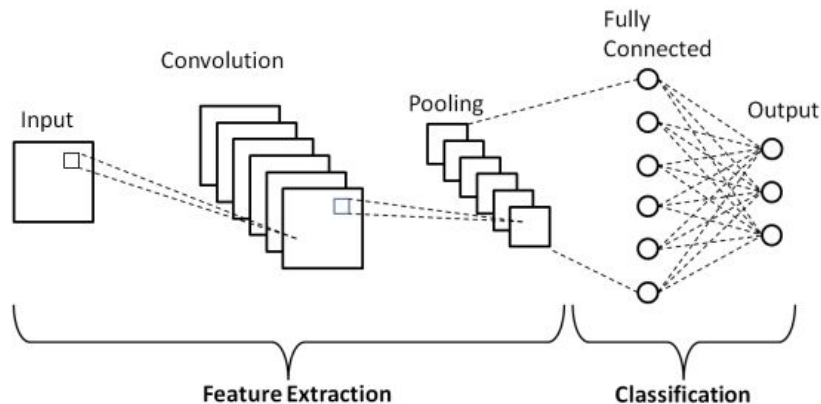 Input
Convolution
Pooling
Fully
Connected
Output
Feature Extraction
Classification